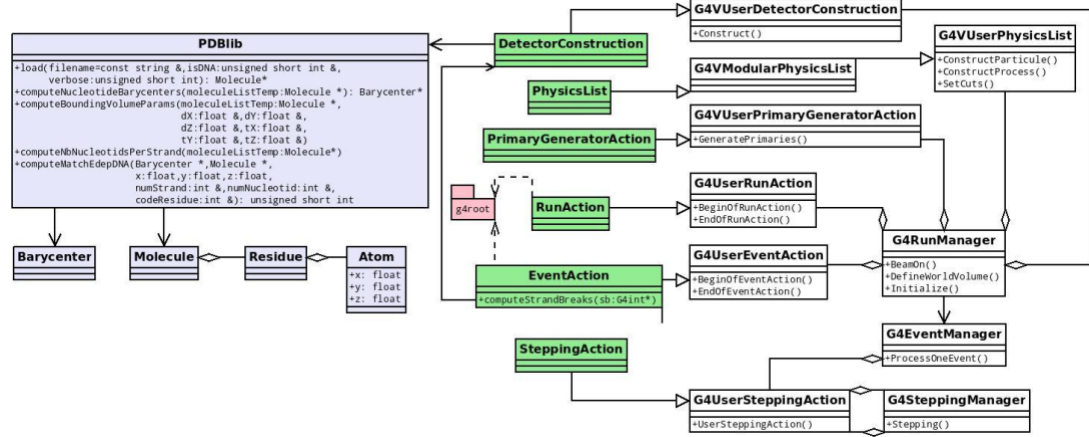 PDBlib
+load(filename=const string &,isDNA:unsigned short int &,
verbose:unsigned short int): Molecule*
+computeNucleotideBarycenters(moleculeListTemp:Molecule *): Barycenter*
+computeBoundingVolumeParams(moleculeListTemp:Molecule *,
dX:float &,dY:float &,
dZ:float &,tX:float &,
tY:float &,tZ:float &)
+computeNbNucleotidsPerStrand(moleculeListTemp:Molecule*)
+computeMatchEdepDNA(Barycenter *,Molecule *,
x:float,y:float,z:float,
numStrand:int &,numNucleotid:int &,
codeResidue:int &): unsigned short int
Barycenter
Molecule
Residue
Atom
+x: float
+y: float
+z: float
DetectorConstruction
PhysicsList
PrimaryGeneratorAction
g4root
RunAction
EventAction
+computeStrandBreaks(sb:G4int*)
SteppingAction
G4VUserDetectorConstruction
+Construct()
G4VModularPhysicsList
G4VUserPhysicsList
+ConstructParticule()
+ConstructProcess()
+SetCuts()
G4VUserPrimaryGeneratorAction
+GeneratePrimaries()
G4UserRunAction
+BeginOfRunAction()
+EndOfRunAction()
G4UserEventAction
+BeginOfEventAction()
+EndOfEventAction()
G4RunManager
+BeamOn()
+DefineWorldVolume()
+Initialize()
G4EventManager
+ProcessOneEvent()
G4UserSteppingAction
+UserSteppingAction()
G4SteppingManager
+Stepping()